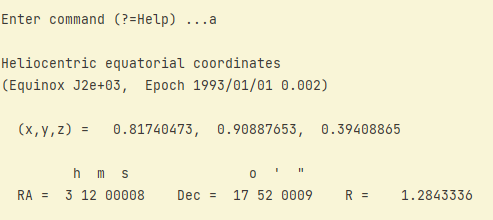 Enter command (?=Help) ...a
Heliocentric equatorial coordinates
(Equinox J2e+03,  Epoch 1993/01/01 0.002)
(x,y,z) =   0.81740473,  0.90887653,  0.39408865
h  m  s               o  '  "
RA =  3 12 00008    Dec =  17 52 0009    R =    1.2843336